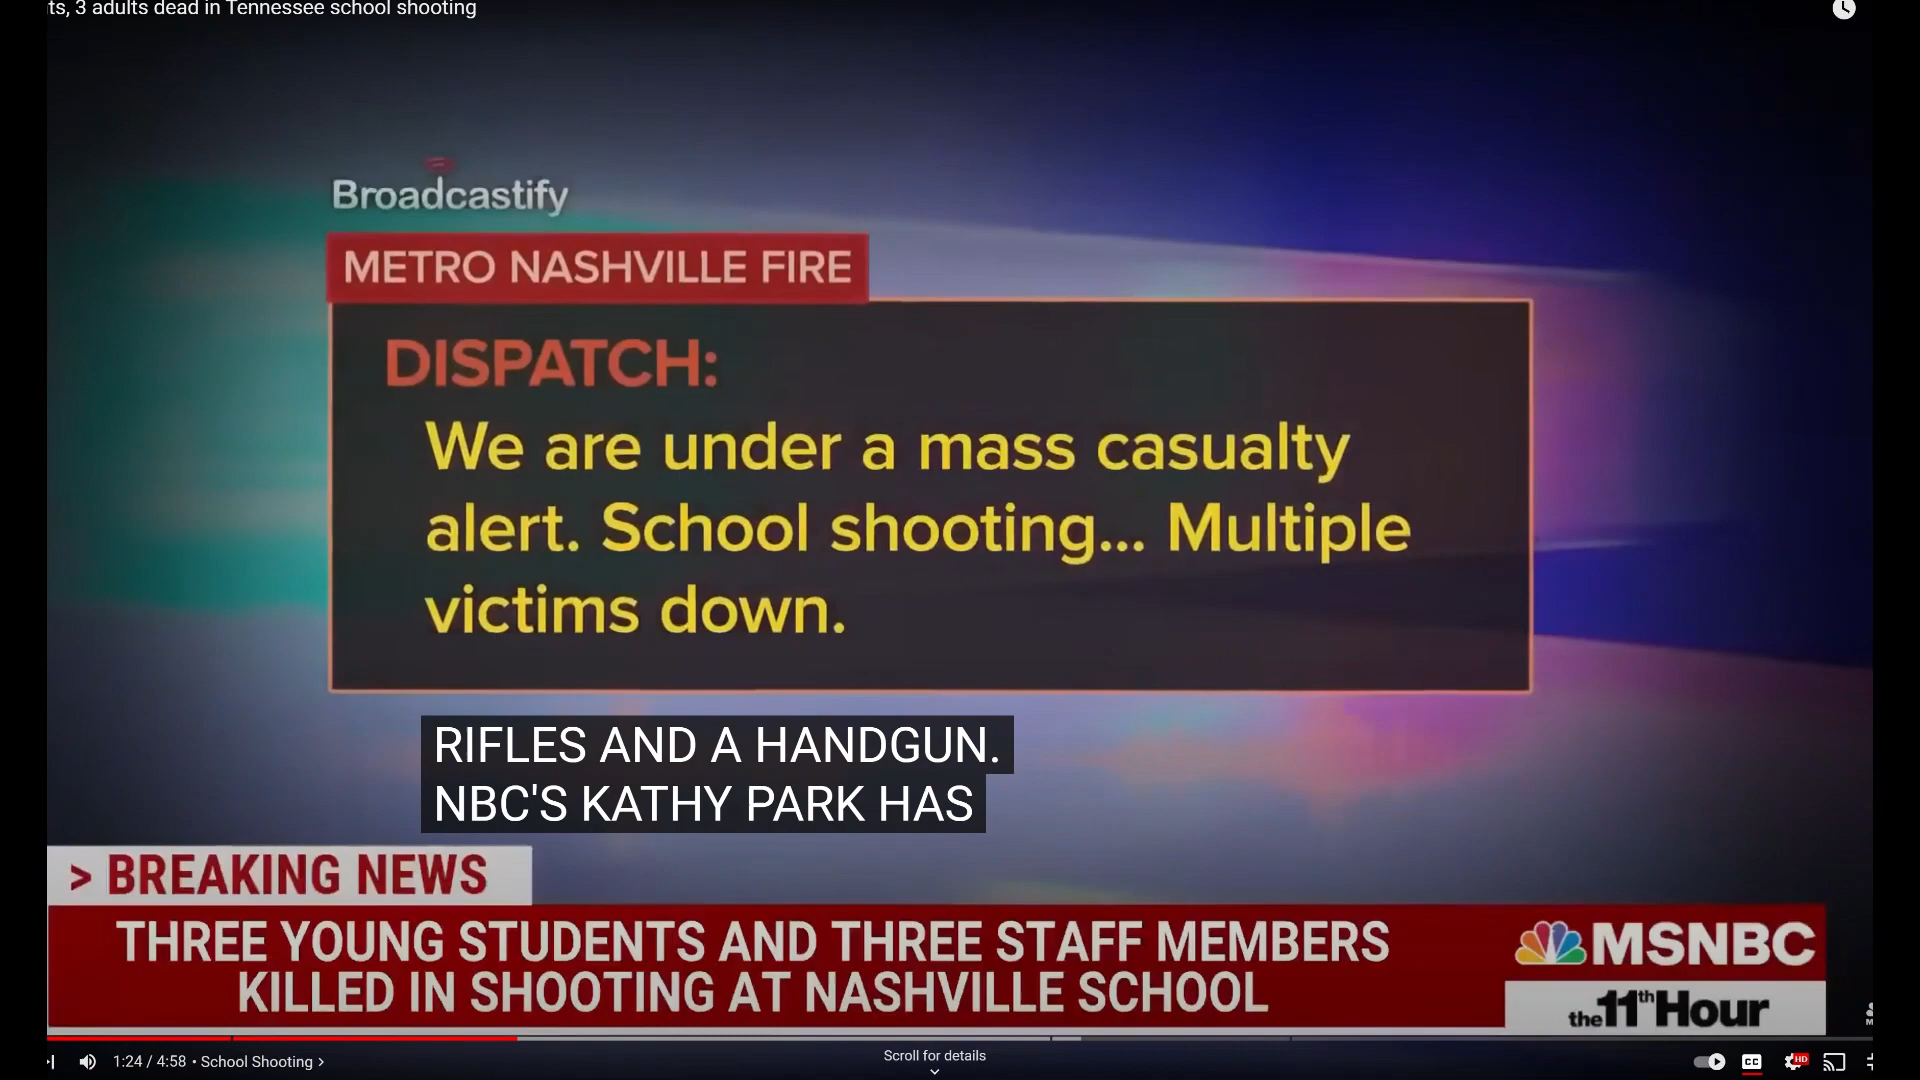 ts, 3 adults dead in Tennessee school shooting
Broadcastify
METRO NASHVILLE FIRE
DISPATCH:
We are under a mass casualty
alert. School shooting... Multiple
victims down.
RIFLES AND A HANDGUN.
NBC'S KATHY PARK HAS
> BREAKING NEWS
THREE YOUNG STUDENTS AND THREE STAFF MEMBERS
KILLED IN SHOOTING AT NASHVILLE SCHOOL
MSNBC
the 11th Hour
1:24 / 4:58 • School Shooting >
Scroll for details
CC
HD